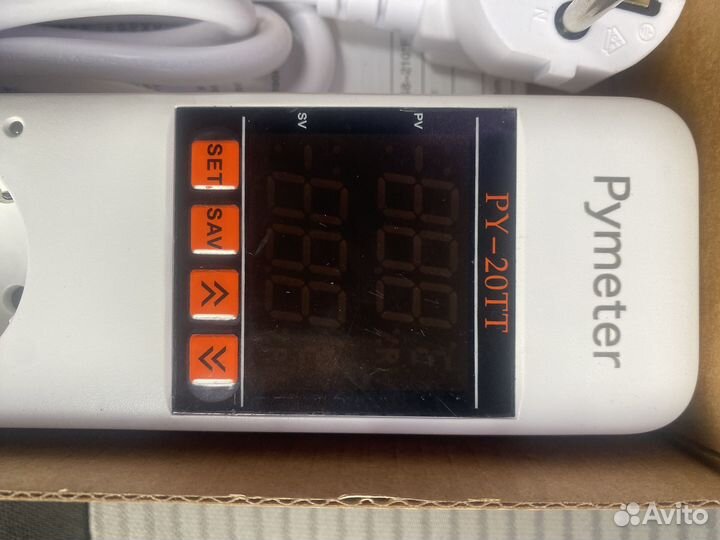 Pymeter
PY-20TT
PV
SV
SET
SAV
N
Avito